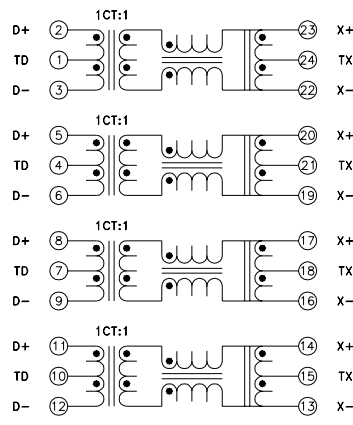 1CT:1
D+ 2 23 X+
TD 1 24 TX
D− 3 22 X−
1CT:1
D+ 5 20 X+
TD 4 21 TX
D− 6 19 X−
1CT:1
D+ 8 17 X+
TD 7 18 TX
D− 9 16 X−
1CT:1
D+ 11 14 X+
TD 10 15 TX
D− 12 13 X−